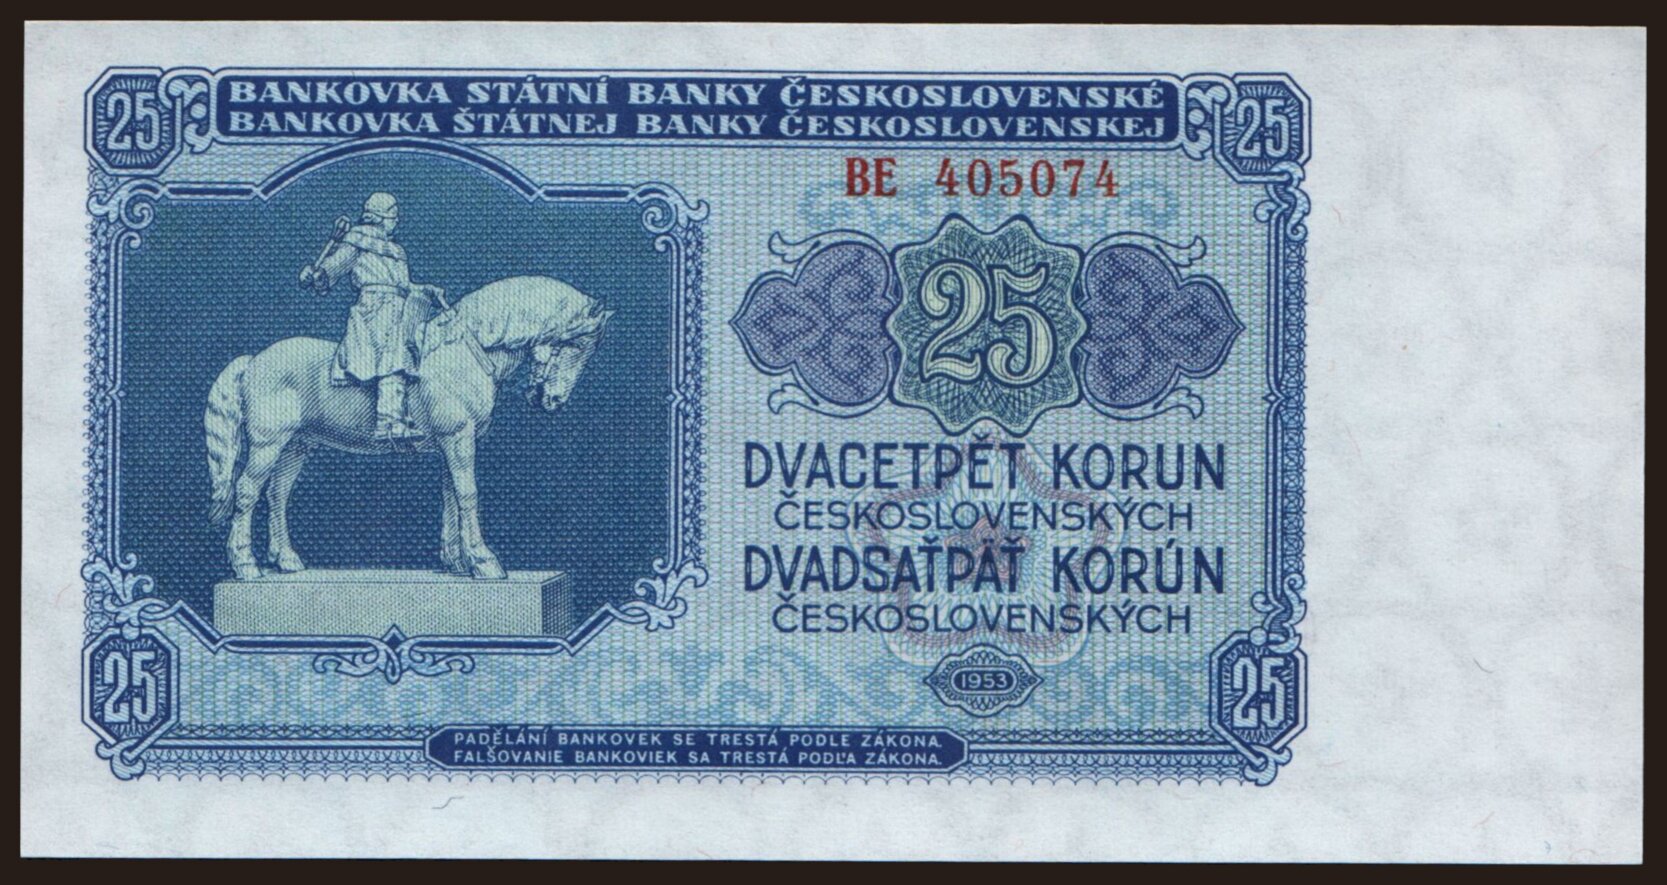 25
BANKOVKA STÁTNÍ BANKY ČESKOSLOVENSKÉ
BANKOVKA ŠTÁTNEJ BANKY ČESKOSLOVENSKEJ
25
BE 405074
25
DVACETPĚT KORUN
ČESKOSLOVENSKÝCH
DVADSAŤPÄŤ KORÚN
ČESKOSLOVENSKÝCH
1953
25
25
PADĚLÁNÍ BANKOVEK SE TRESTÁ PODLE ZÁKONA.
FALŠOVANIE BANKOVIEK SA TRESTÁ PODĽA ZÁKONA.